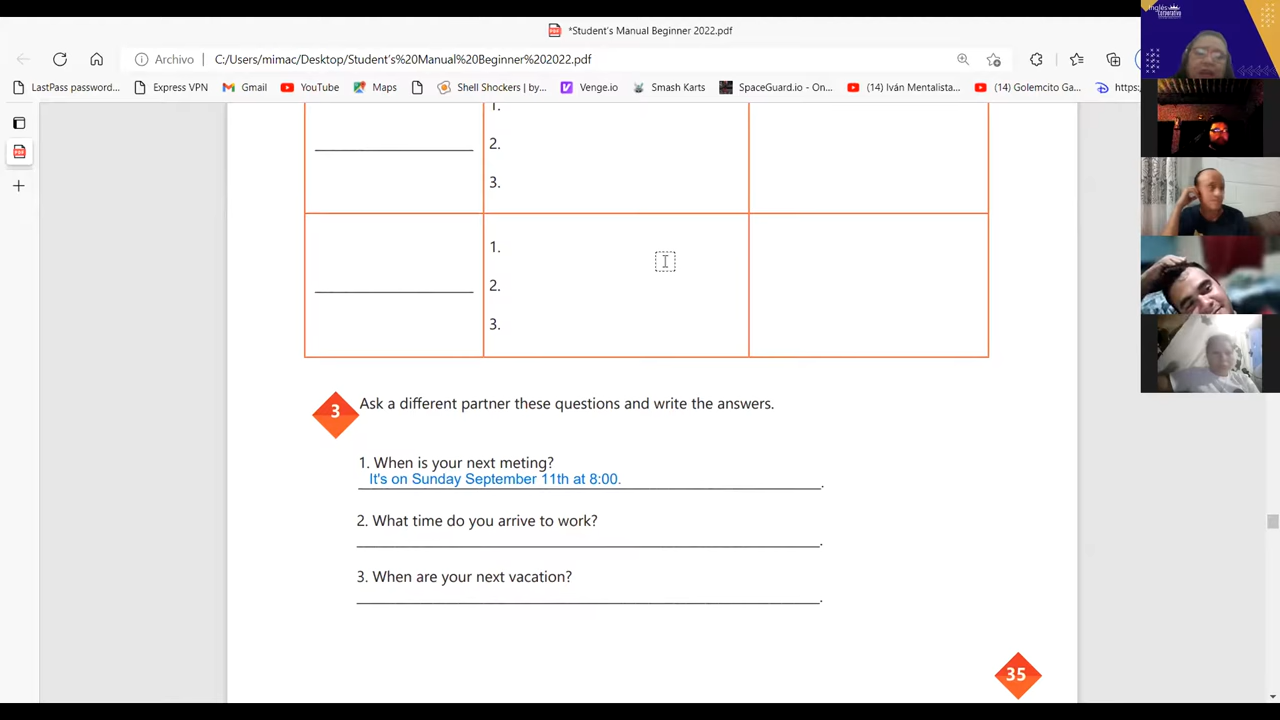 *Student's Manual Beginner 2022.pdf
Archivo
C:/Users/mimac/Desktop/Student's%20Manual%20Beginner%202022.pdf
LastPass password...
Express VPN
Gmail
YouTube
Maps
Shell Shockers | by...
Venge.io
Smash Karts
SpaceGuard.io - On...
(14) Iván Mentalista...
(14) Golemcito Ga...
https:
Inglés
corporativo
1.
2.
3.
1.
2.
3.
3 Ask a different partner these questions and write the answers.
1. When is your next meting?
It's on Sunday September 11th at 8:00.
2. What time do you arrive to work?
3. When are your next vacation?
35